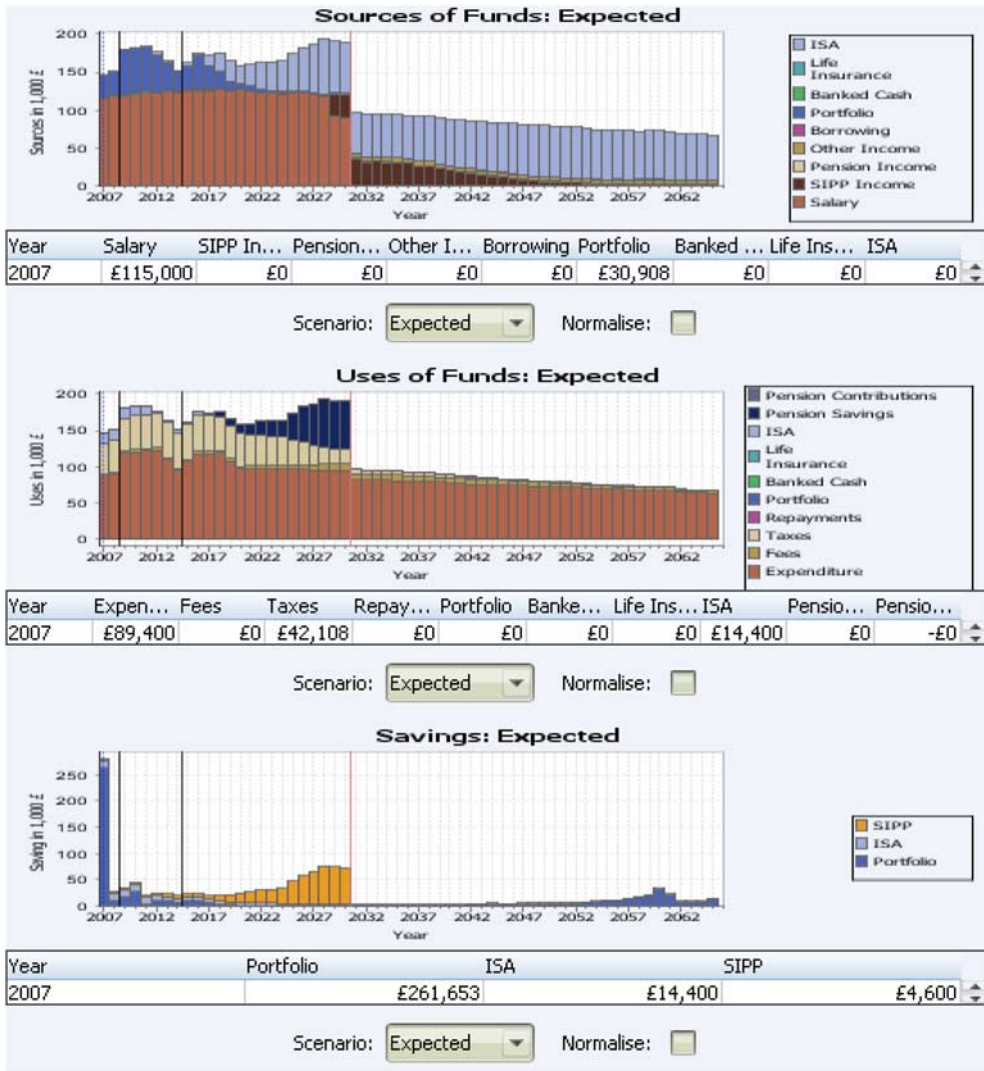 Sources of Funds: Expected
Sources in 1,000 £
200
150
100
50
0
2007 2012 2017 2022 2027 2032 2037 2042 2047 2052 2057 2062
Year
ISA
Life
Insurance
Banked Cash
Portfolio
Borrowing
Other Income
Pension Income
SIPP Income
Salary
Year Salary SIPP In... Pension... Other I... Borrowing Portfolio Banked ... Life Ins... ISA
2007 £115,000 £0 £0 £0 £0 £30,908 £0 £0 £0
Scenario: Expected Normalise:
Uses of Funds: Expected
Uses in 1,000 £
200
150
100
50
0
2007 2012 2017 2022 2027 2032 2037 2042 2047 2052 2057 2062
Year
Pension Contributions
Pension Savings
ISA
Life
Insurance
Banked Cash
Portfolio
Repayments
Taxes
Fees
Expenditure
Year Expen... Fees Taxes Repay... Portfolio Banke... Life Ins... ISA Pensio... Pensio...
2007 £89,400 £0 £42,108 £0 £0 £0 £0 £14,400 £0 -£0
Scenario: Expected Normalise:
Savings: Expected
Saving in 1,000 £
250
200
150
100
50
0
2007 2012 2017 2022 2027 2032 2037 2042 2047 2052 2057 2062
Year
SIPP
ISA
Portfolio
Year Portfolio ISA SIPP
2007 £261,653 £14,400 £4,600
Scenario: Expected Normalise: